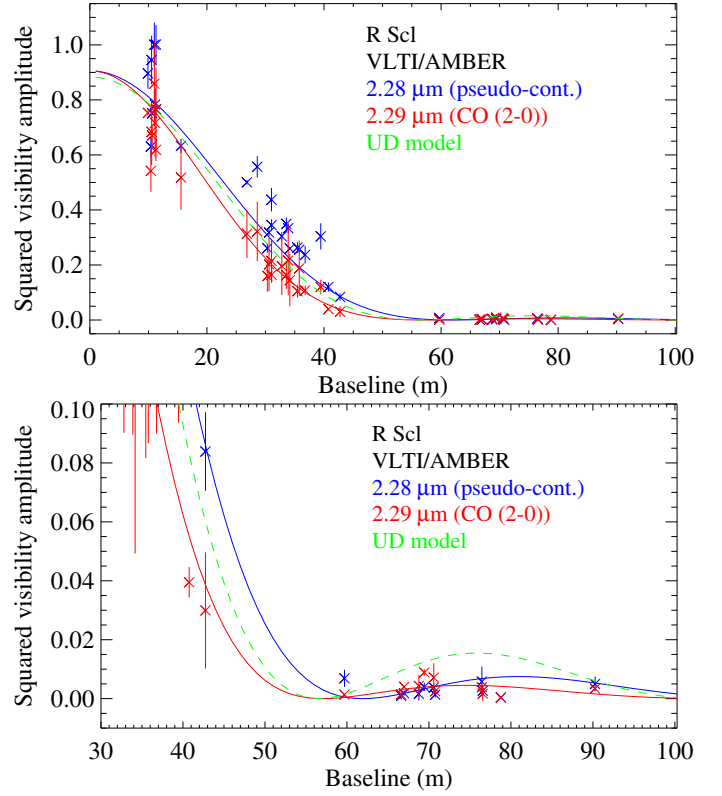 1.0
0.8
0.6
0.4
0.2
0.0
Squared visibility amplitude
R Scl
VLTI/AMBER
2.28 μm (pseudo-cont.)
2.29 μm (CO (2-0))
UD model
0 20 40 60 80 100
Baseline (m)
0.10
0.08
0.06
0.04
0.02
0.00
Squared visibility amplitude
R Scl
VLTI/AMBER
2.28 μm (pseudo-cont.)
2.29 μm (CO (2-0))
UD model
30 40 50 60 70 80 90 100
Baseline (m)